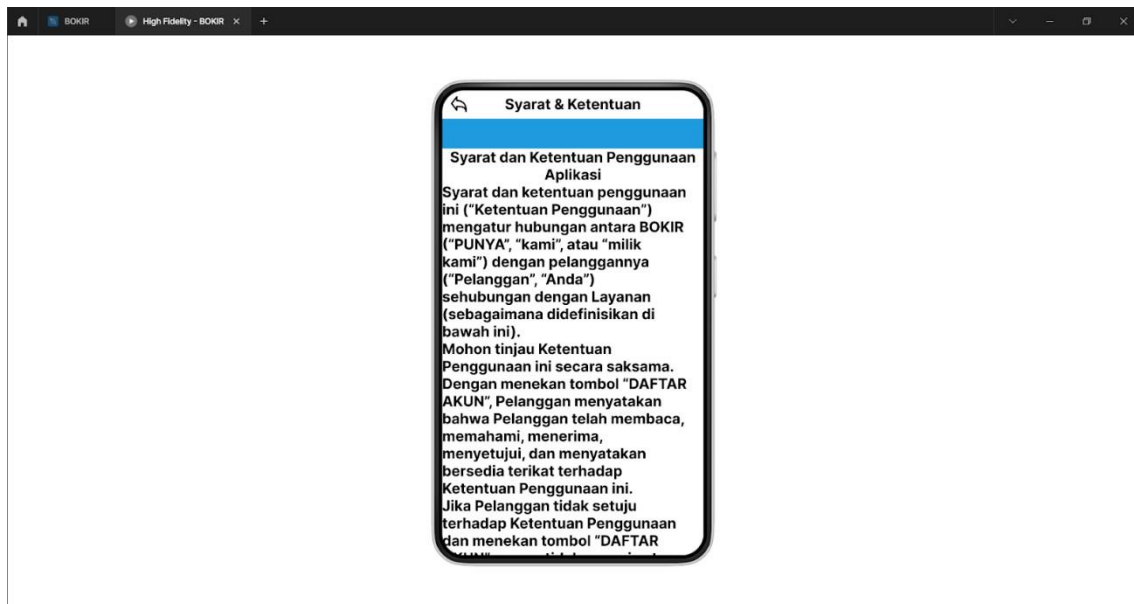 BOKIR
High Fidelity - BOKIR
Syarat & Ketentuan
Syarat dan Ketentuan Penggunaan
Aplikasi
Syarat dan ketentuan penggunaan
ini (“Ketentuan Penggunaan”)
mengatur hubungan antara BOKIR
(“PUNYA”, “kami”, atau “milik
kami”) dengan pelanggannya
(“Pelanggan”, “Anda”)
sehubungan dengan Layanan
(sebagaimana didefinisikan di
bawah ini).
Mohon tinjau Ketentuan
Penggunaan ini secara saksama.
Dengan menekan tombol “DAFTAR
AKUN”, Pelanggan menyatakan
bahwa Pelanggan telah membaca,
memahami, menerima,
menyetujui, dan menyatakan
bersedia terikat terhadap
Ketentuan Penggunaan ini.
Jika Pelanggan tidak setuju
terhadap Ketentuan Penggunaan
dan menekan tombol “DAFTAR